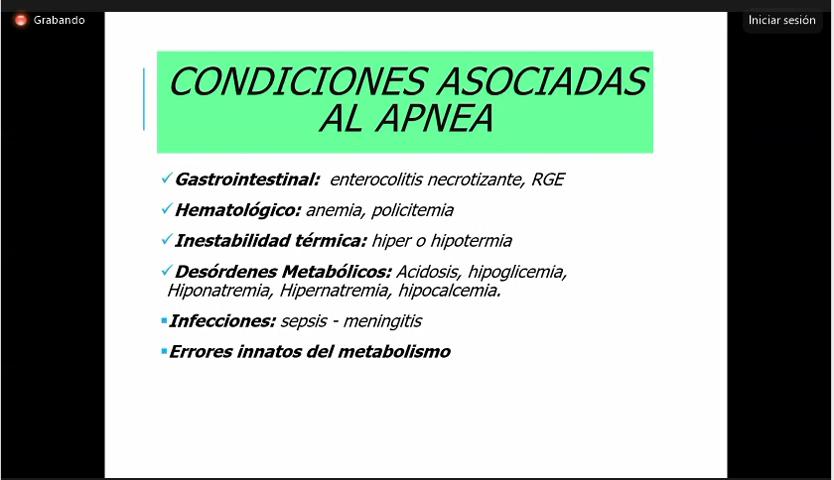 Grabando
Iniciar sesión
CONDICIONES ASOCIADAS
AL APNEA
Gastrointestinal: enterocolitis necrotizante, RGE
Hematológico: anemia, policitemia
Inestabilidad térmica: hiper o hipotermia
Desórdenes Metabólicos: Acidosis, hipoglicemia,
Hiponatremia, Hipernatremia, hipocalcemia.
Infecciones: sepsis - meningitis
Errores innatos del metabolismo